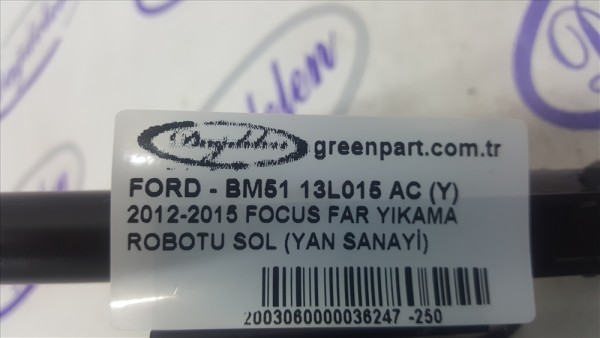 greenpart.com.tr
FORD - BM51 13L015 AC (Y)
2012-2015 FOCUS FAR YIKAMA
ROBOTU SOL (YAN SANAYİ)
2003060000036247 -250